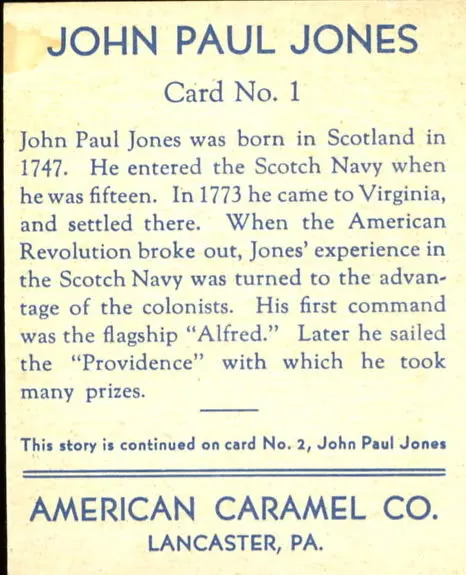 JOHN PAUL JONES
Card No. 1
John Paul Jones was born in Scotland in
1747. He entered the Scotch Navy when
he was fifteen. In 1773 he came to Virginia,
and settled there. When the American
Revolution broke out, Jones' experience in
the Scotch Navy was turned to the advan-
tage of the colonists. His first command
was the flagship "Alfred." Later he sailed
the "Providence" with which he took
many prizes.
This story is continued on card No. 2, John Paul Jones
AMERICAN CARAMEL CO.
LANCASTER, PA.